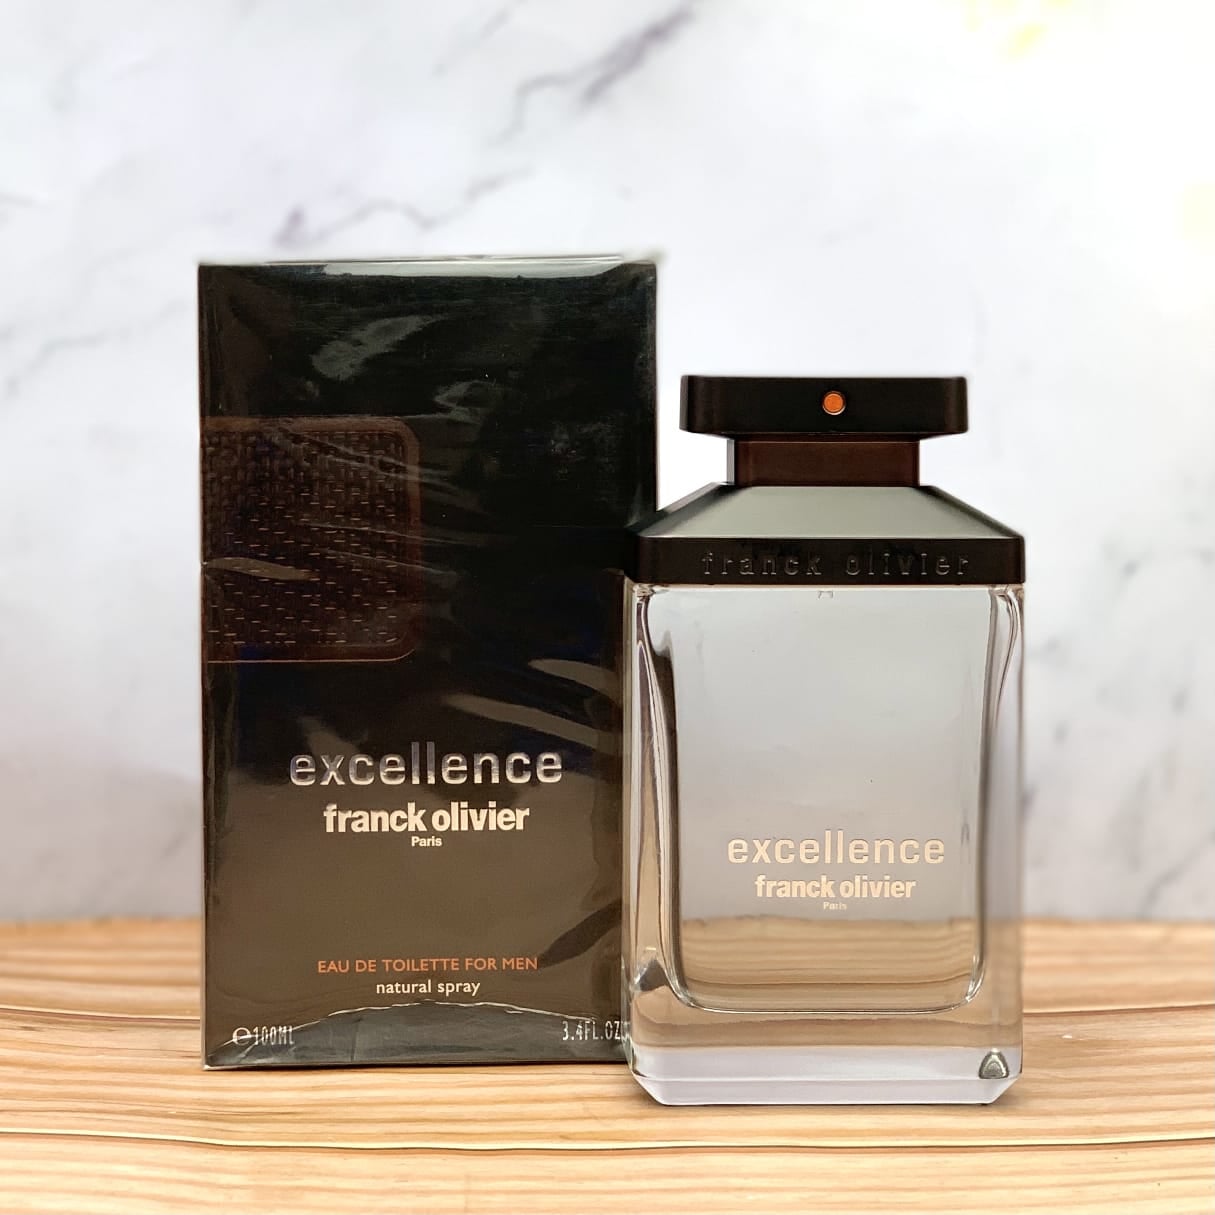 excellence
franck olivier
Paris
EAU DE TOILETTE FOR MEN
natural spray
℮100ML
3.4FL.OZ
franck olivier
excellence
franck olivier
Paris